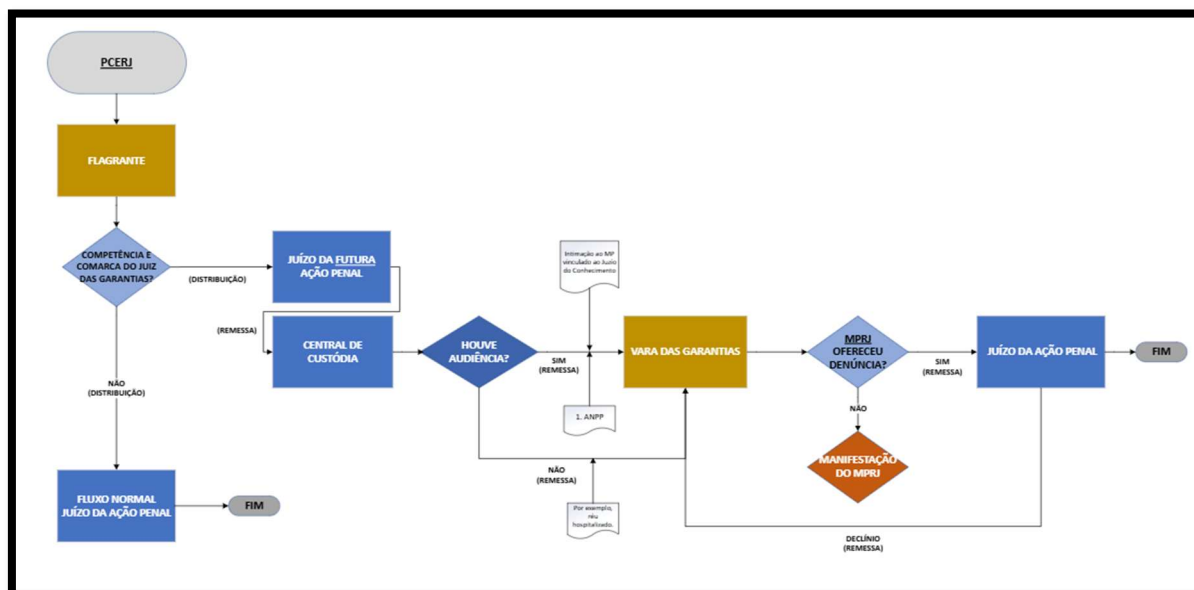 PCERJ
FLAGRANTE
COMPETÊNCIA E
COMARCA DO JUIZ
DAS GARANTIAS?
(DISTRIBUIÇÃO)
JUÍZO DA FUTURA
AÇÃO PENAL
(REMESSA)
CENTRAL DE
CUSTÓDIA
HOUVE
AUDIÊNCIA?
Intimação ao MP
vinculado ao Juzio
do Conhecimento
SIM
(REMESSA)
1. ANPP
NÃO
(REMESSA)
Por exemplo,
réu
hospitalizado.
VARA DAS GARANTIAS
MPRJ
OFERECEU
DENÚNCIA?
SIM
(REMESSA)
JUÍZO DA AÇÃO PENAL
FIM
NÃO
MANIFESTAÇÃO
DO MPRJ
DECLÍNIO
(REMESSA)
NÃO
(DISTRIBUIÇÃO)
FLUXO NORMAL
JUÍZO DA AÇÃO PENAL
FIM